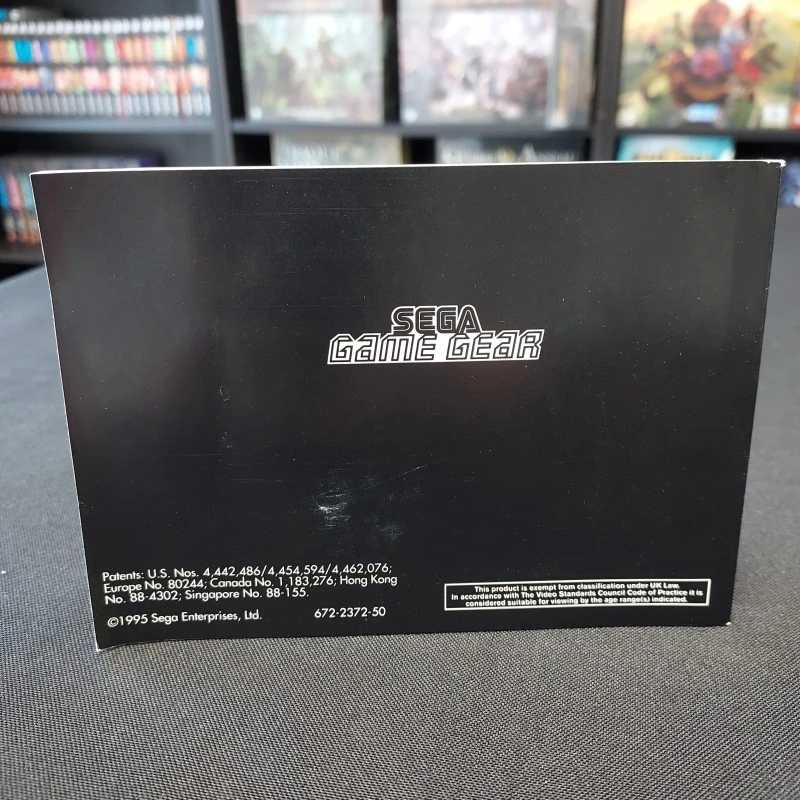 SEGA
GAME GEAR
Patents: U.S. Nos. 4,442,486/4,454,594/4,462,076;
Europe No. 80244; Canada No. 1,183,276; Hong Kong
No. 88-4302; Singapore No. 88-155.
©1995 Sega Enterprises, Ltd. 672-2372-50
This product is exempt from classification under UK Law.
In accordance with The Video Standards Council Code of Practice it is
considered suitable for viewing by the age range(s) indicated.